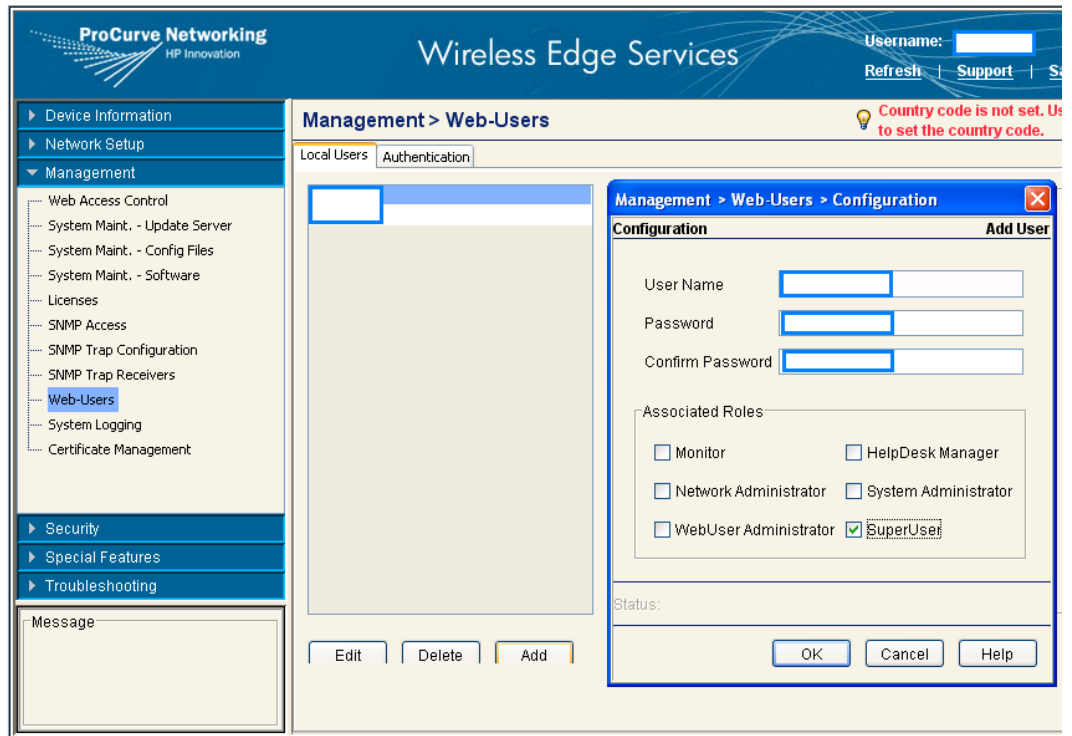 ProCurve Networking
HP Innovation
Wireless Edge Services
Username:
Refresh | Support | Sa
Device Information
Network Setup
Management
Web Access Control
System Maint. - Update Server
System Maint. - Config Files
System Maint. - Software
Licenses
SNMP Access
SNMP Trap Configuration
SNMP Trap Receivers
Web-Users
System Logging
Certificate Management
Security
Special Features
Troubleshooting
Message
Management > Web-Users
Country code is not set. Us
to set the country code.
Local Users
Authentication
Edit
Delete
Add
Management > Web-Users > Configuration
Configuration
Add User
User Name
Password
Confirm Password
Associated Roles
Monitor
HelpDesk Manager
Network Administrator
System Administrator
WebUser Administrator
SuperUser
Status:
OK
Cancel
Help